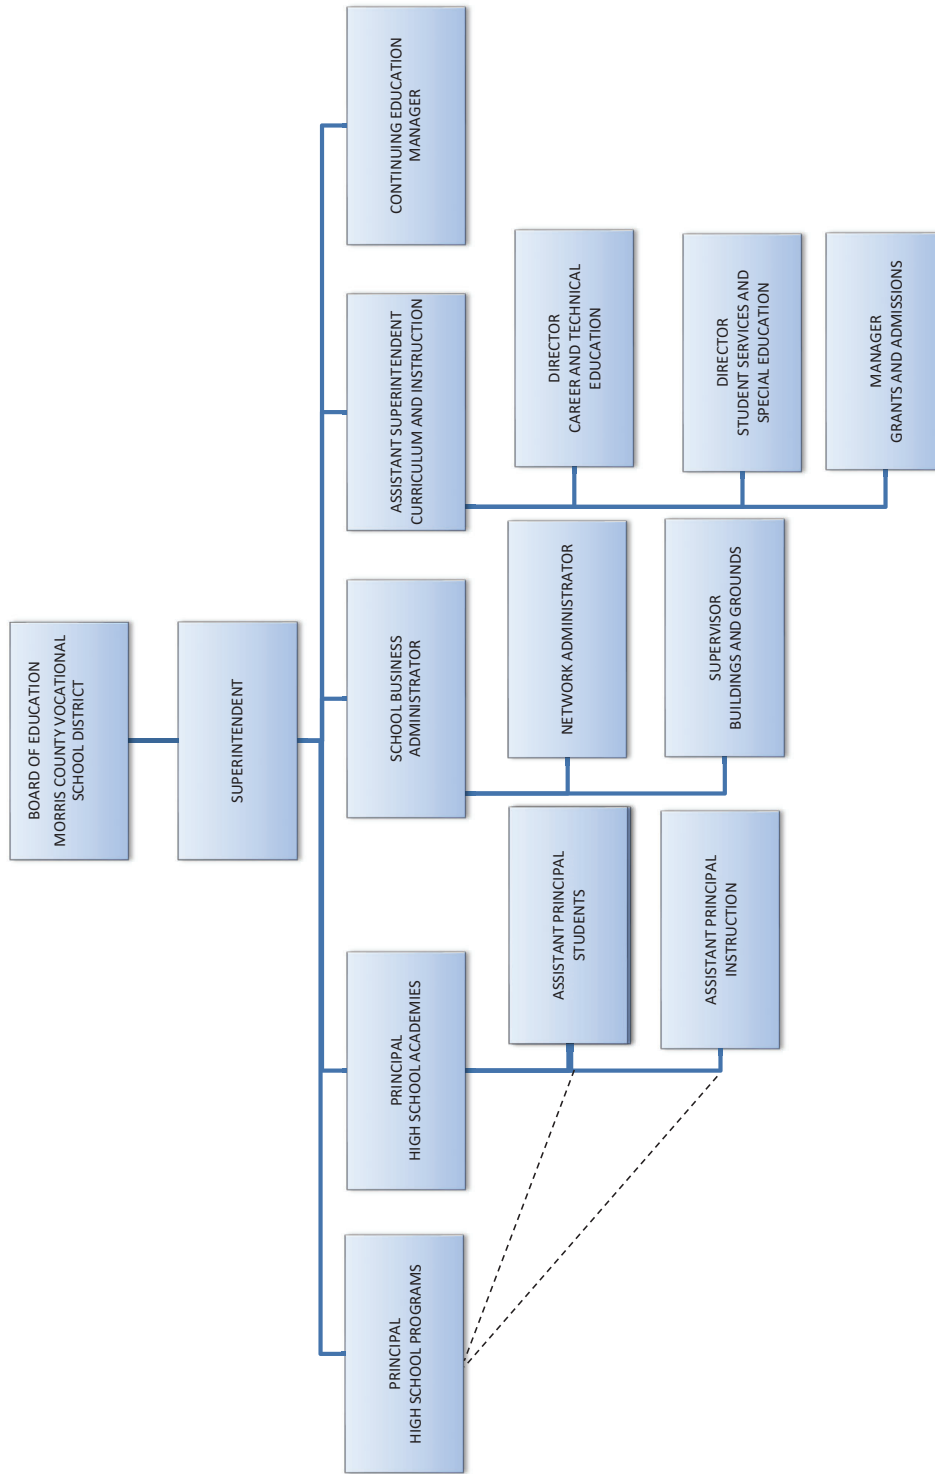 BOARD OF EDUCATION
MORRIS COUNTY VOCATIONAL
SCHOOL DISTRICT
SUPERINTENDENT
PRINCIPAL
HIGH SCHOOL PROGRAMS
PRINCIPAL
HIGH SCHOOL ACADEMIES
SCHOOL BUSINESS
ADMINISTRATOR
ASSISTANT SUPERINTENDENT
CURRICULUM AND INSTRUCTION
CONTINUING EDUCATION
MANAGER
ASSISTANT PRINCIPAL
STUDENTS
NETWORK ADMINISTRATOR
DIRECTOR
CAREER AND TECHNICAL
EDUCATION
ASSISTANT PRINCIPAL
INSTRUCTION
SUPERVISOR
BUILDINGS AND GROUNDS
DIRECTOR
STUDENT SERVICES AND
SPECIAL EDUCATION
MANAGER
GRANTS AND ADMISSIONS